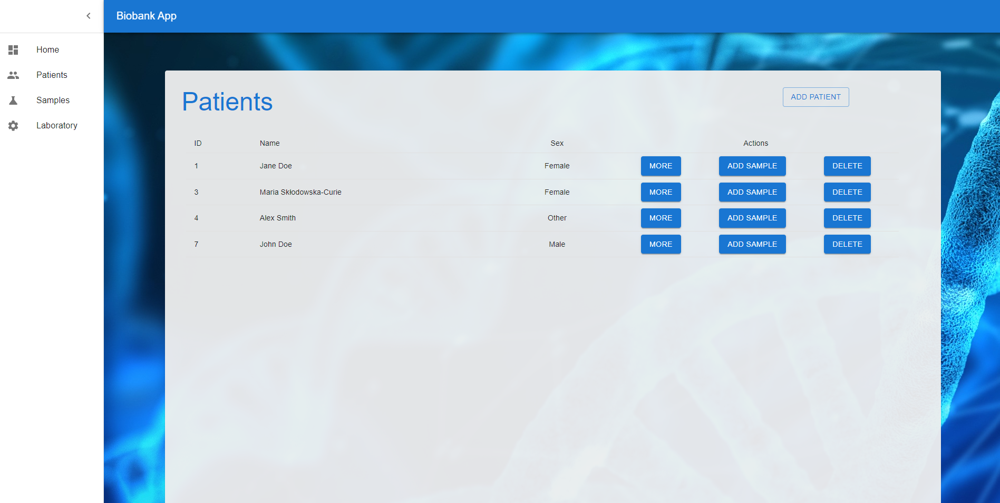 Biobank App
Home
Patients
Samples
Laboratory
Patients
ADD PATIENT
ID Name Sex Actions
1 Jane Doe Female MORE ADD SAMPLE DELETE
3 Maria Skłodowska-Curie Female MORE ADD SAMPLE DELETE
4 Alex Smith Other MORE ADD SAMPLE DELETE
7 John Doe Male MORE ADD SAMPLE DELETE